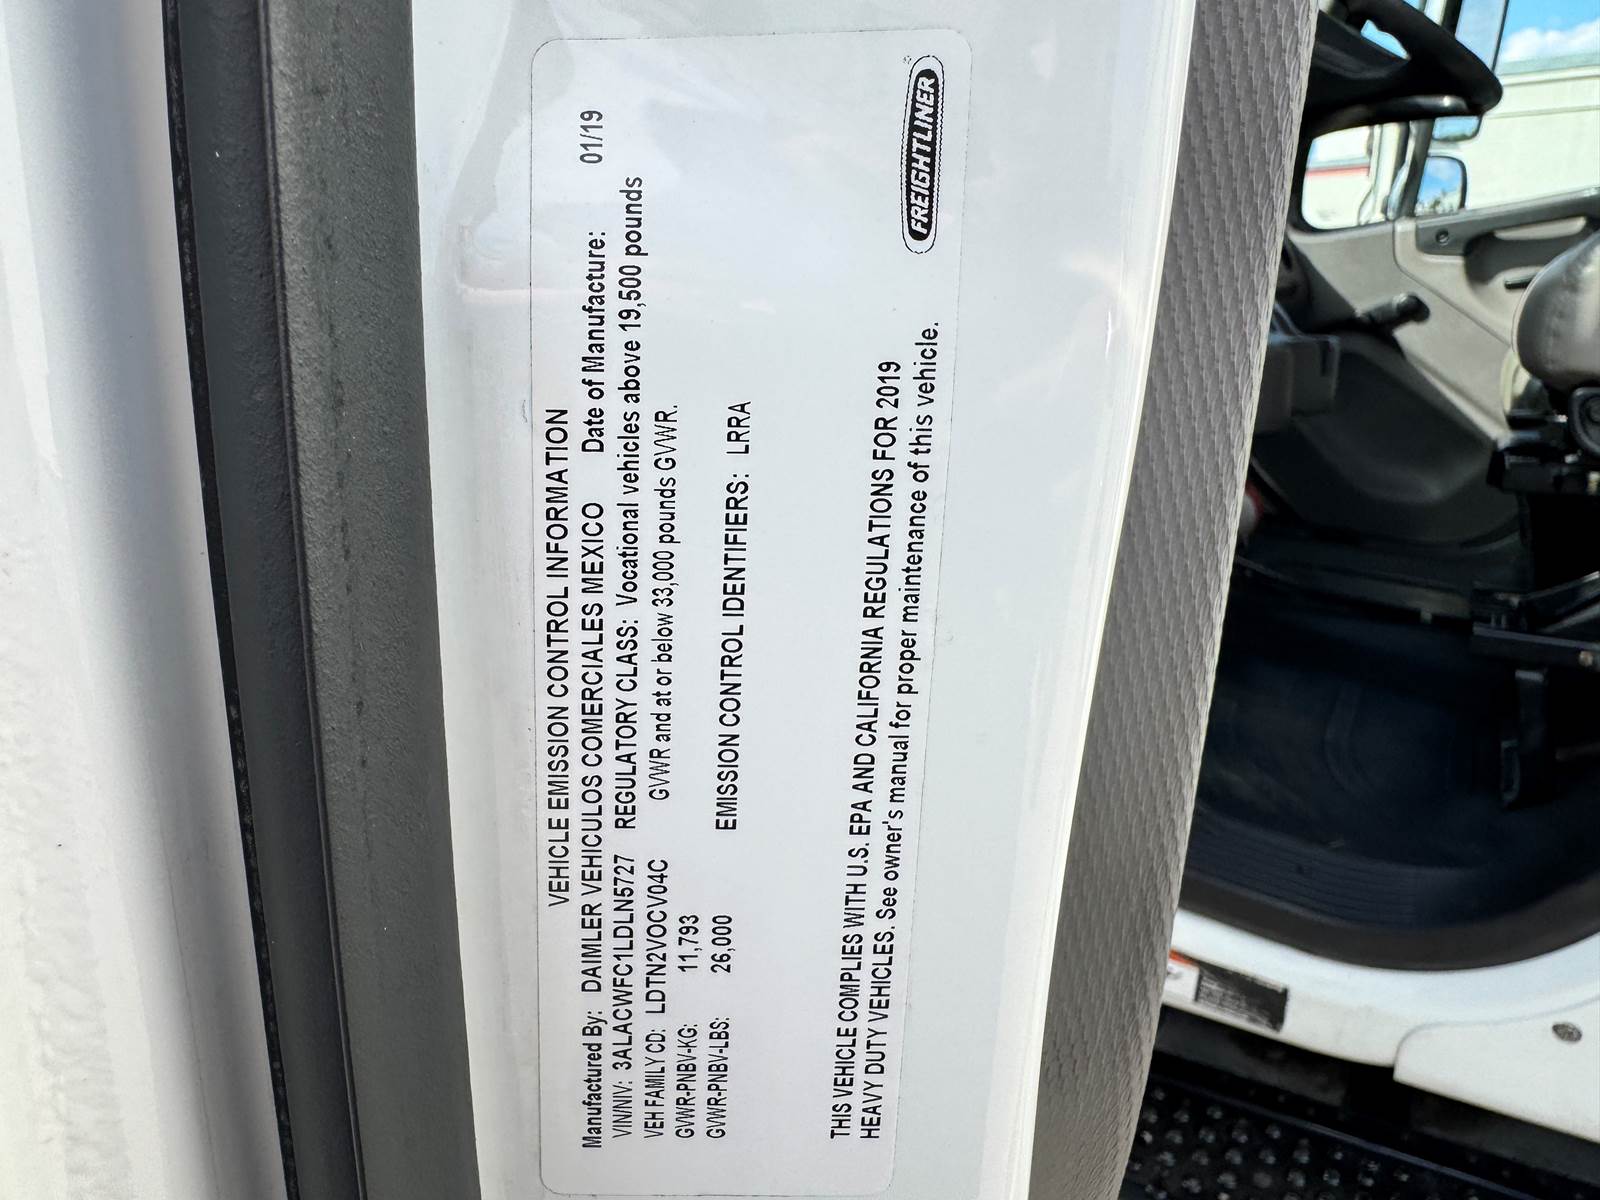 VEHICLE EMISSION CONTROL INFORMATION
Manufactured By: DAIMLER VEHICULOS COMERCIALES MEXICO Date of Manufacture: 01/19
VIN/NIV: 3ALACWFC1LDLN5727 REGULATORY CLASS: Vocational vehicles above 19,500 pounds
VEH FAMILY CD: LDTN2VOCV04C GVWR and at or below 33,000 pounds GVWR.
GVWR-PNBV-KG: 11,793
GVWR-PNBV-LBS: 26,000 EMISSION CONTROL IDENTIFIERS: LRRA
THIS VEHICLE COMPLIES WITH U.S. EPA AND CALIFORNIA REGULATIONS FOR 2019
HEAVY DUTY VEHICLES. See owner's manual for proper maintenance of this vehicle.
FREIGHTLINER